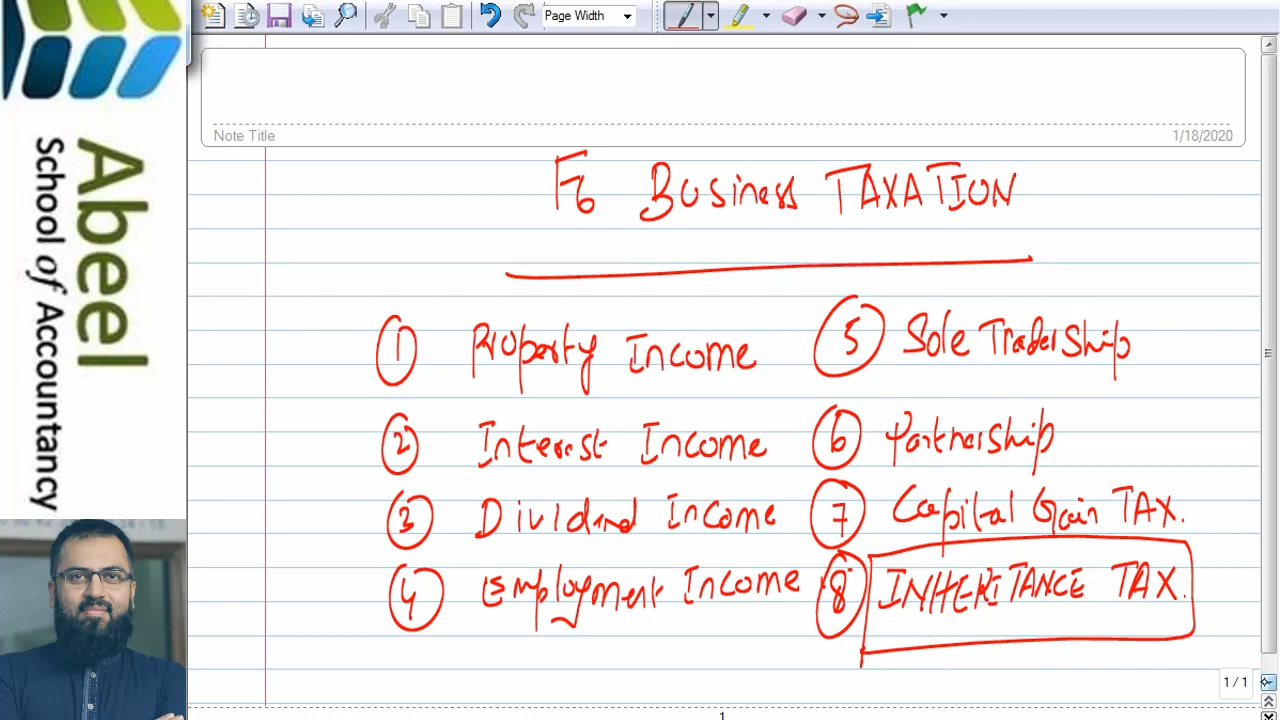 Page Width
Abeel
School of Accountancy
Note Title
1/18/2020
F6 Business TAXATION
1 Property Income
2 Interest Income
3 Dividend Income
4 Employment Income
5 Sole Tradership
6 Partnership
7 Capital Gain TAX.
8 INHERITANCE TAX.
1 / 1
1